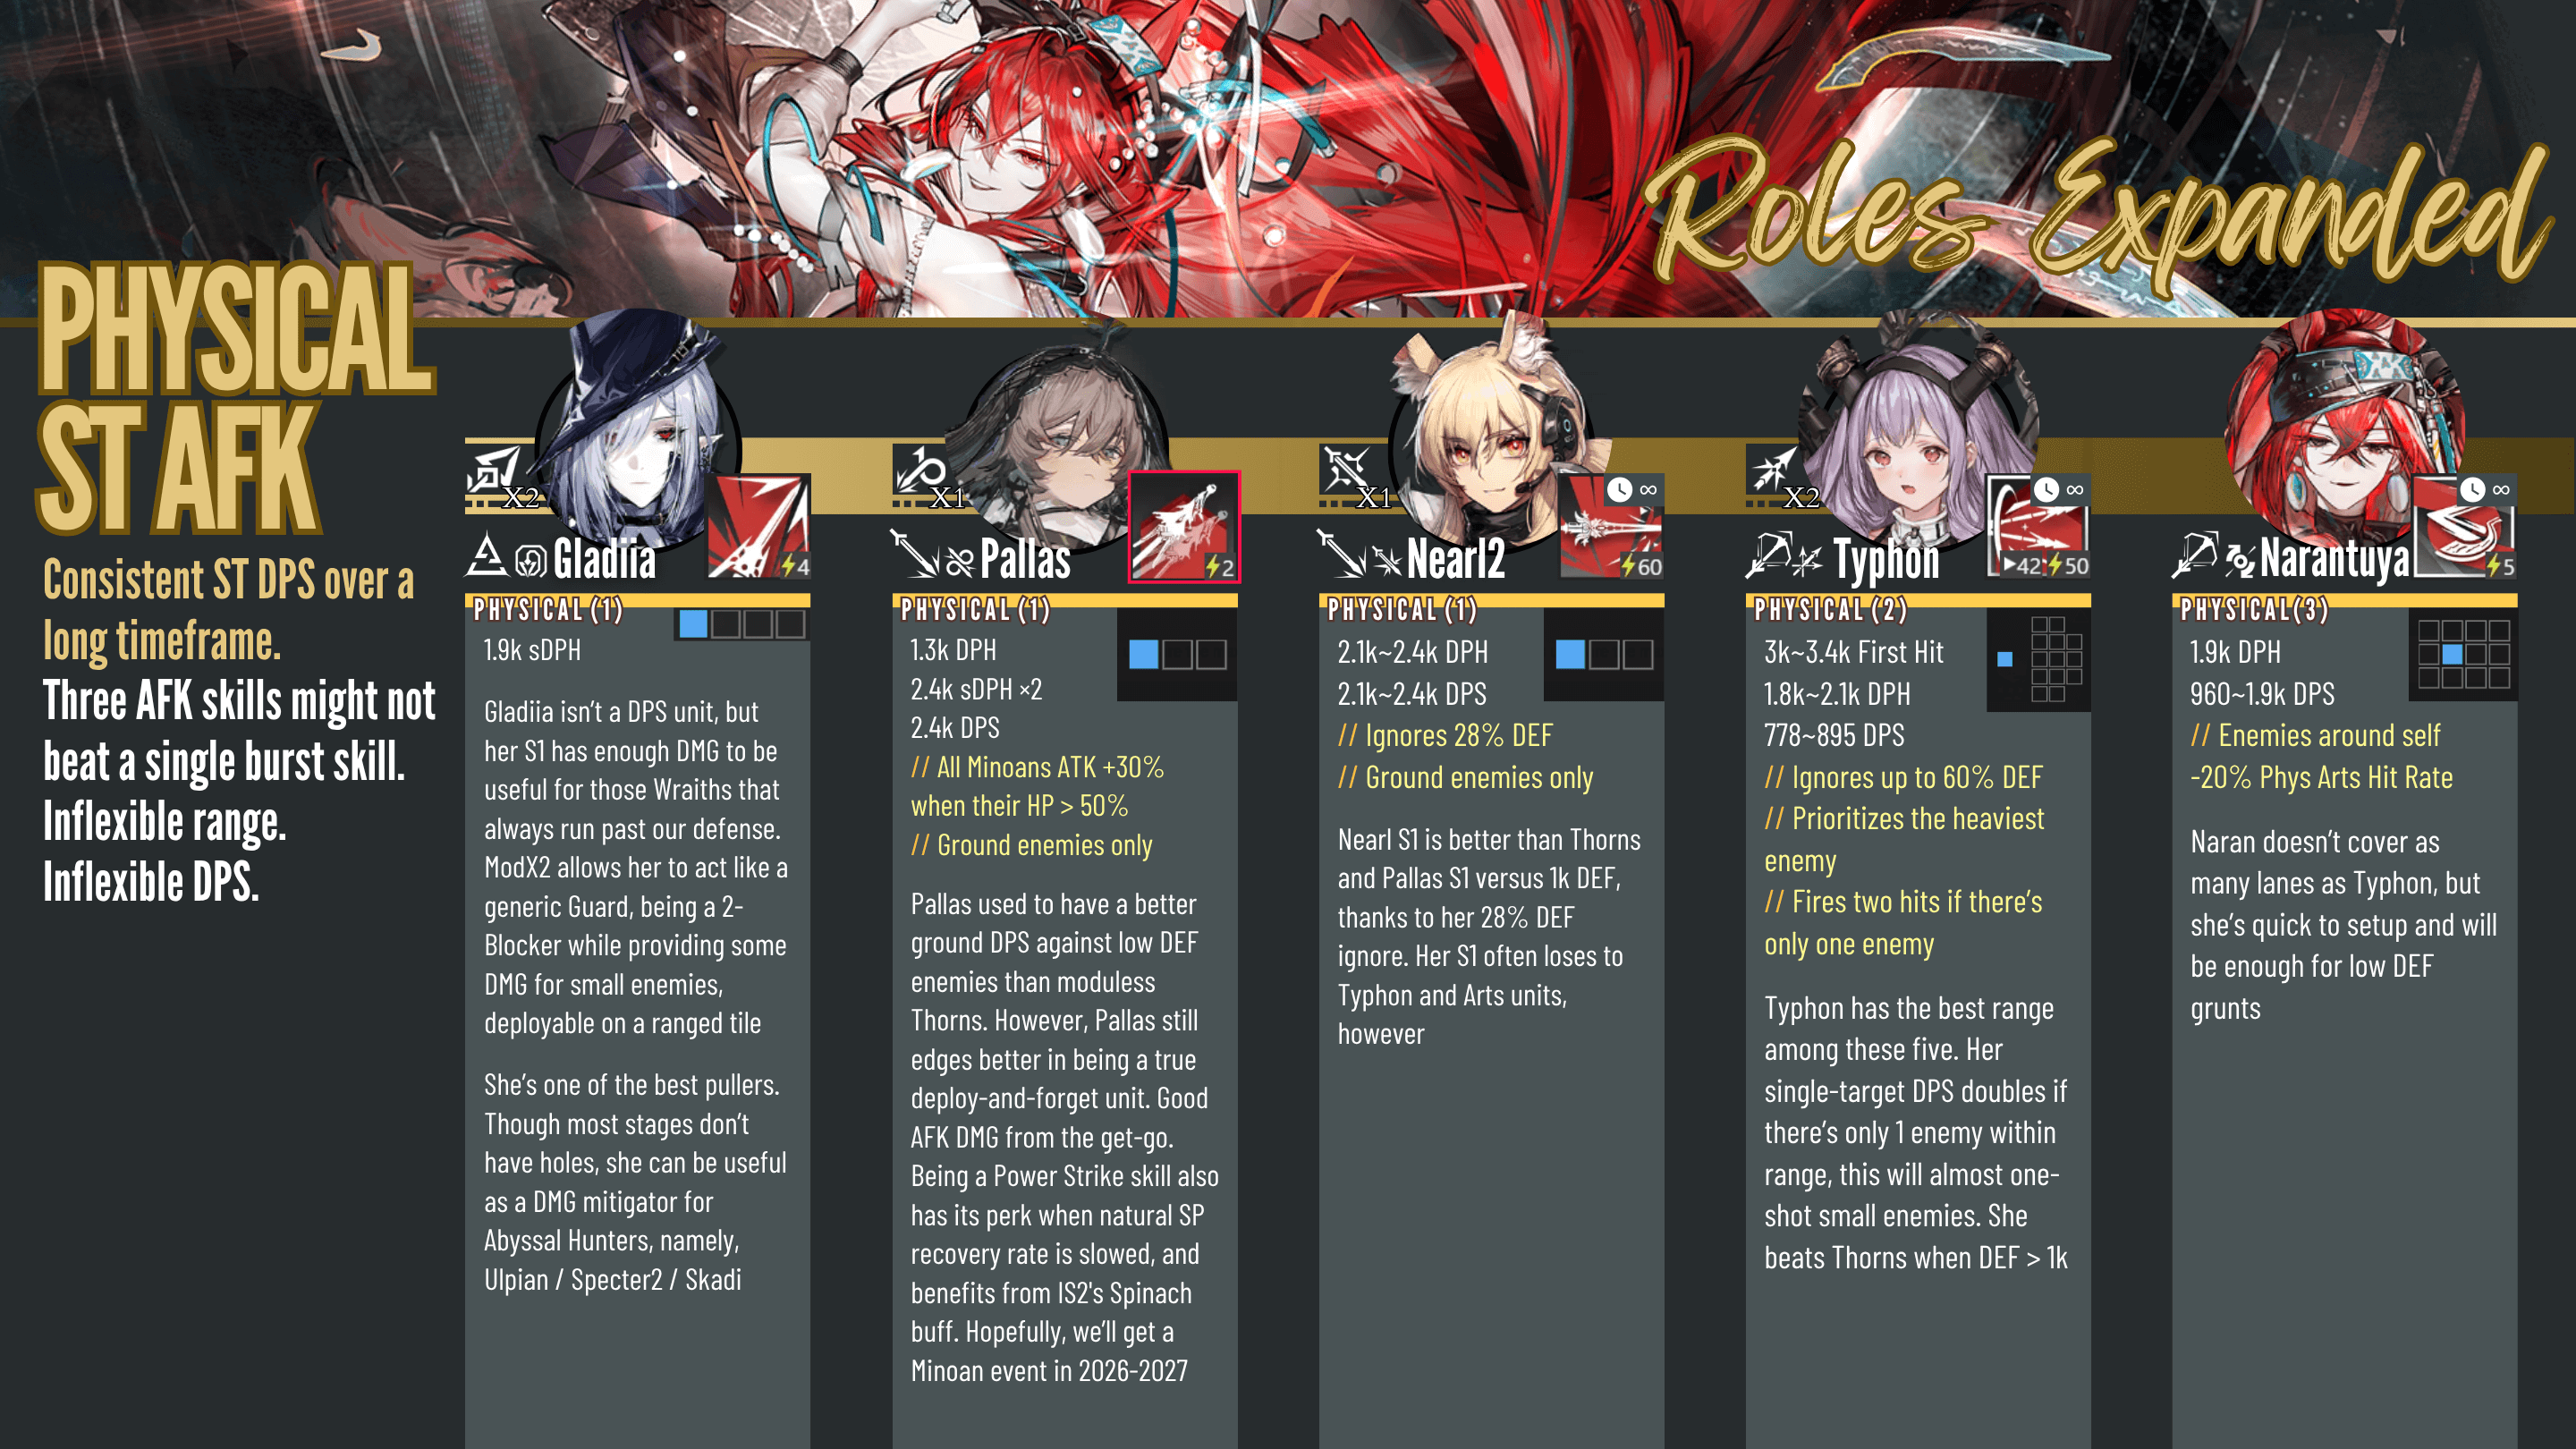 Roles Expanded
PHYSICAL
ST AFK
Consistent ST DPS over a
long timeframe.
Three AFK skills might not
beat a single burst skill.
Inflexible range.
Inflexible DPS.
X2
4
Gladiia
PHYSICAL (1)
1.9k sDPH
Gladiia isn't a DPS unit, but
her S1 has enough DMG to be
useful for those Wraiths that
always run past our defense.
ModX2 allows her to act like a
generic Guard, being a 2-
Blocker while providing some
DMG for small enemies,
deployable on a ranged tile
She's one of the best pullers.
Though most stages don't
have holes, she can be useful
as a DMG mitigator for
Abyssal Hunters, namely,
Ulpian / Specter2 / Skadi
X1
2
Pallas
PHYSICAL (1)
1.3k DPH
2.4k sDPH ×2
2.4k DPS
// All Minoans ATK +30%
when their HP > 50%
// Ground enemies only
Pallas used to have a better
ground DPS against low DEF
enemies than moduless
Thorns. However, Pallas still
edges better in being a true
deploy-and-forget unit. Good
AFK DMG from the get-go.
Being a Power Strike skill also
has its perk when natural SP
recovery rate is slowed, and
benefits from IS2's Spinach
buff. Hopefully, we'll get a
Minoan event in 2026-2027
X1
∞
60
Nearl2
PHYSICAL (1)
2.1k~2.4k DPH
2.1k~2.4k DPS
// Ignores 28% DEF
// Ground enemies only
Nearl S1 is better than Thorns
and Pallas S1 versus 1k DEF,
thanks to her 28% DEF
ignore. Her S1 often loses to
Typhon and Arts units,
however
X2
∞
42 50
Typhon
PHYSICAL (2)
3k~3.4k First Hit
1.8k~2.1k DPH
778~895 DPS
// Ignores up to 60% DEF
// Prioritizes the heaviest
enemy
// Fires two hits if there's
only one enemy
Typhon has the best range
among these five. Her
single-target DPS doubles if
there's only 1 enemy within
range, this will almost one-
shot small enemies. She
beats Thorns when DEF > 1k
∞
5
Narantuya
PHYSICAL(3)
1.9k DPH
960~1.9k DPS
// Enemies around self
-20% Phys Arts Hit Rate
Naran doesn't cover as
many lanes as Typhon, but
she's quick to setup and will
be enough for low DEF
grunts